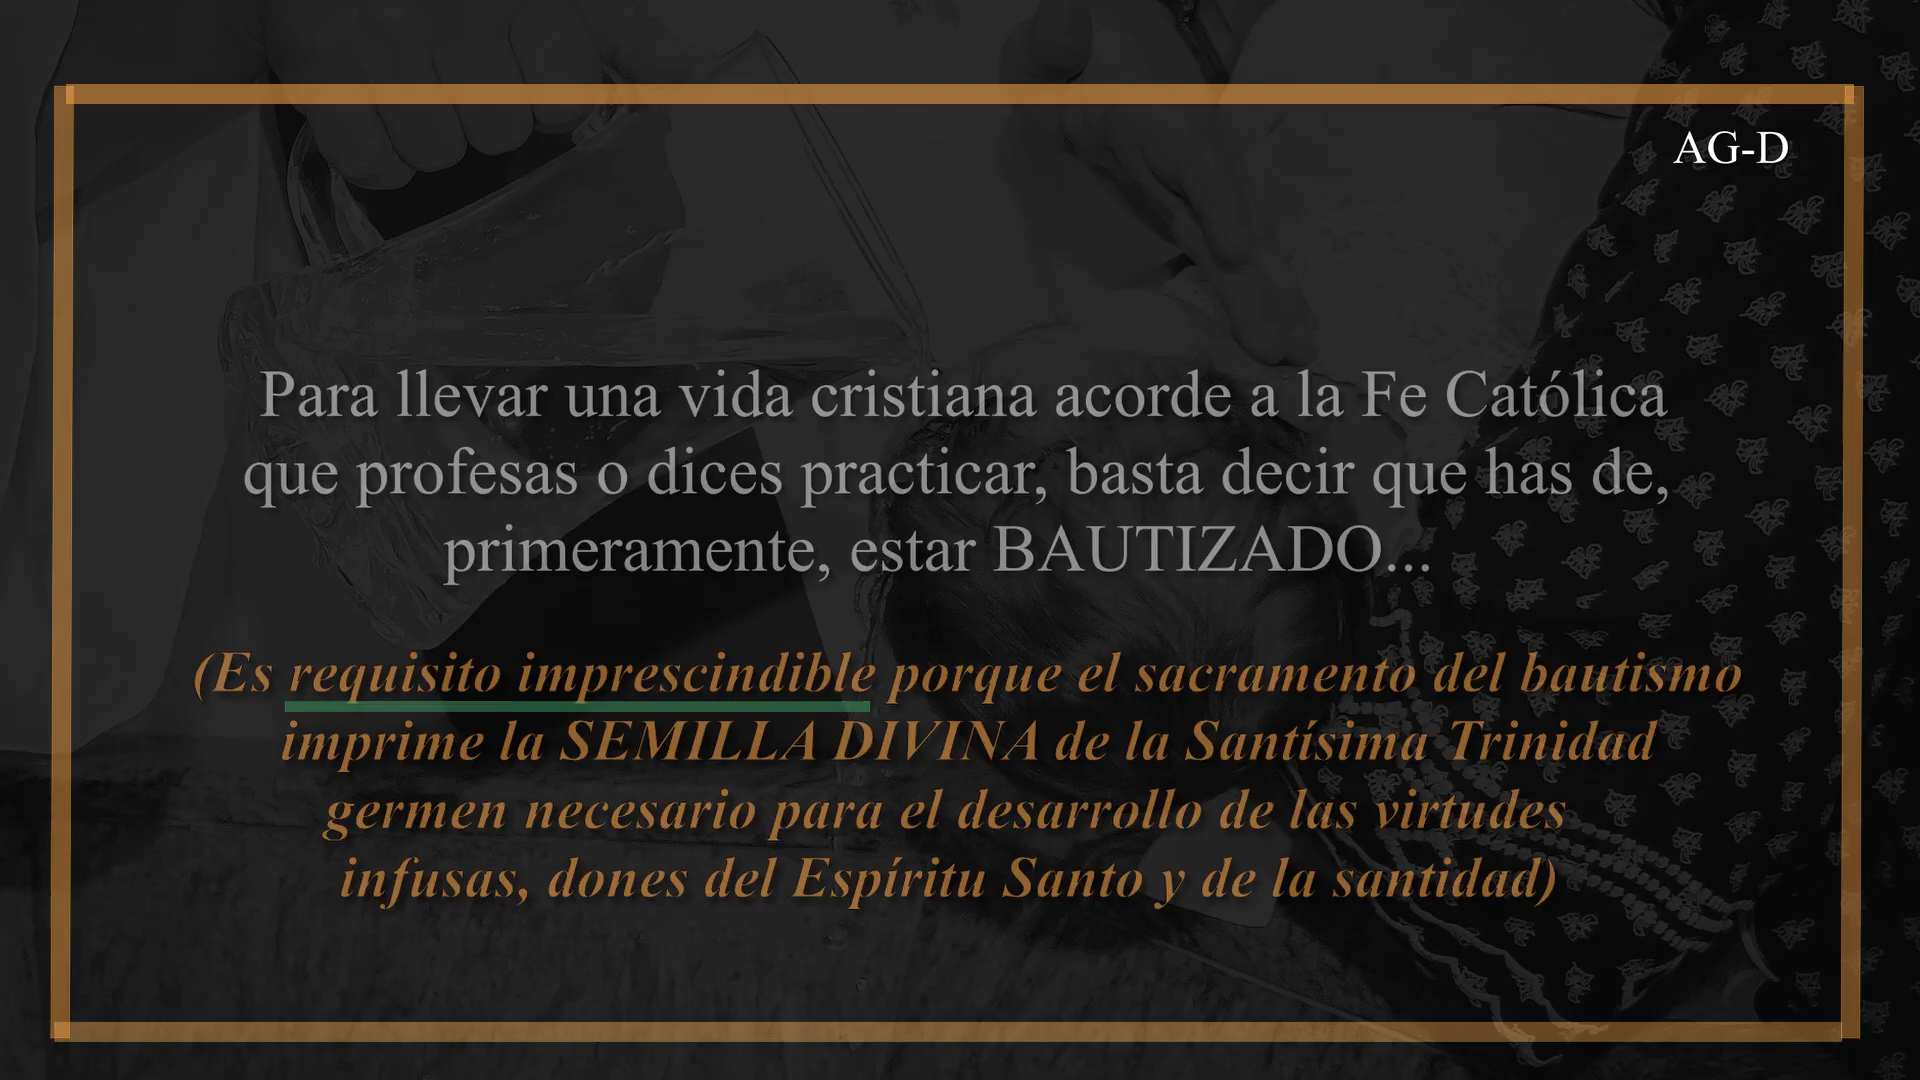 AG-D
Para llevar una vida cristiana acorde a la Fe Católica
que profesas o dices practicar, basta decir que has de,
primeramente, estar BAUTIZADO...
(Es requisito imprescindible porque el sacramento del bautismo
imprime la SEMILLA DIVINA de la Santísima Trinidad
germen necesario para el desarrollo de las virtudes
infusas, dones del Espíritu Santo y de la santidad)